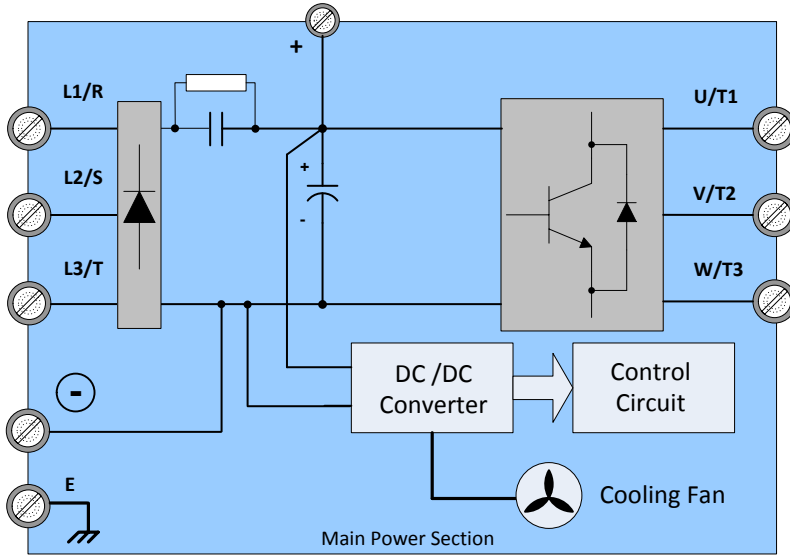 +
L1/R
U/T1
L2/S
+
-
V/T2
L3/T
W/T3
-
DC /DC
Converter
Control
Circuit
E
Cooling Fan
Main Power Section